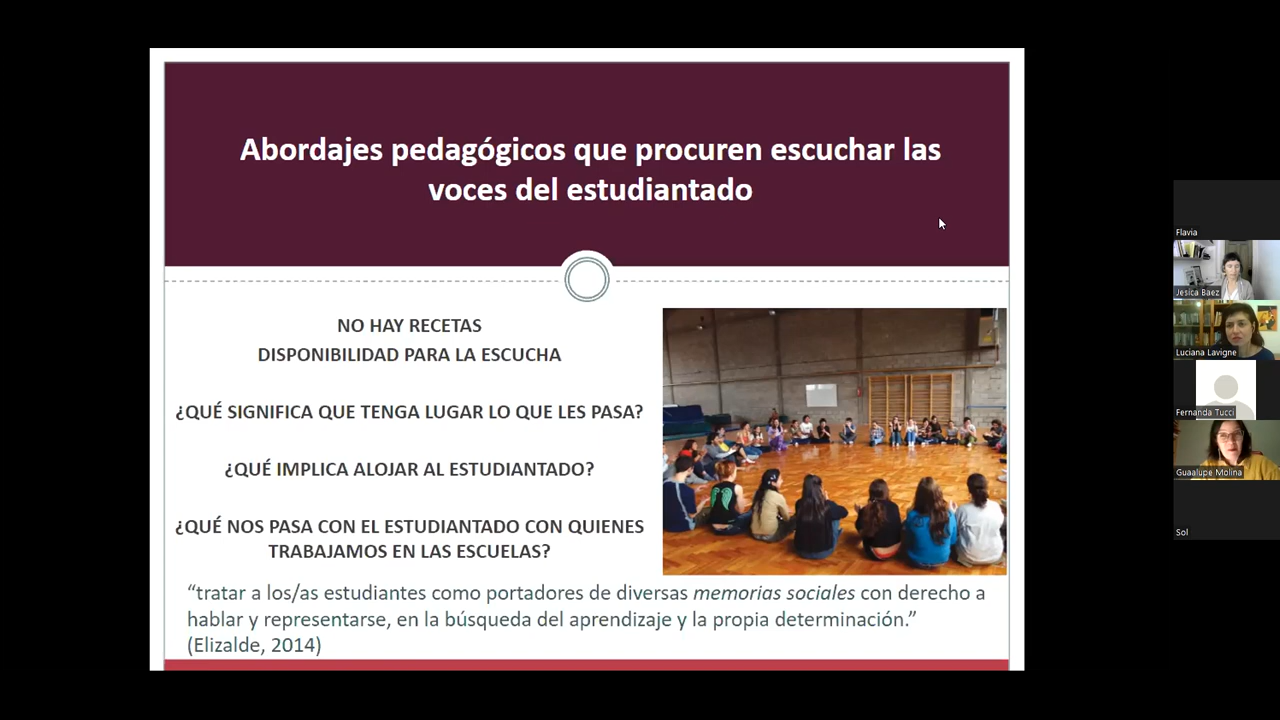 Abordajes pedagógicos que procuren escuchar las
voces del estudiantado
NO HAY RECETAS
DISPONIBILIDAD PARA LA ESCUCHA
¿QUÉ SIGNIFICA QUE TENGA LUGAR LO QUE LES PASA?
¿QUÉ IMPLICA ALOJAR AL ESTUDIANTADO?
¿QUÉ NOS PASA CON EL ESTUDIANTADO CON QUIENES
TRABAJAMOS EN LAS ESCUELAS?
“tratar a los/as estudiantes como portadores de diversas memorias sociales con derecho a
hablar y representarse, en la búsqueda del aprendizaje y la propia determinación.”
(Elizalde, 2014)
Flavia
Jesica Baez
Luciana Lavigne
Fernanda Tucci
Guaalupe Molina
Sol